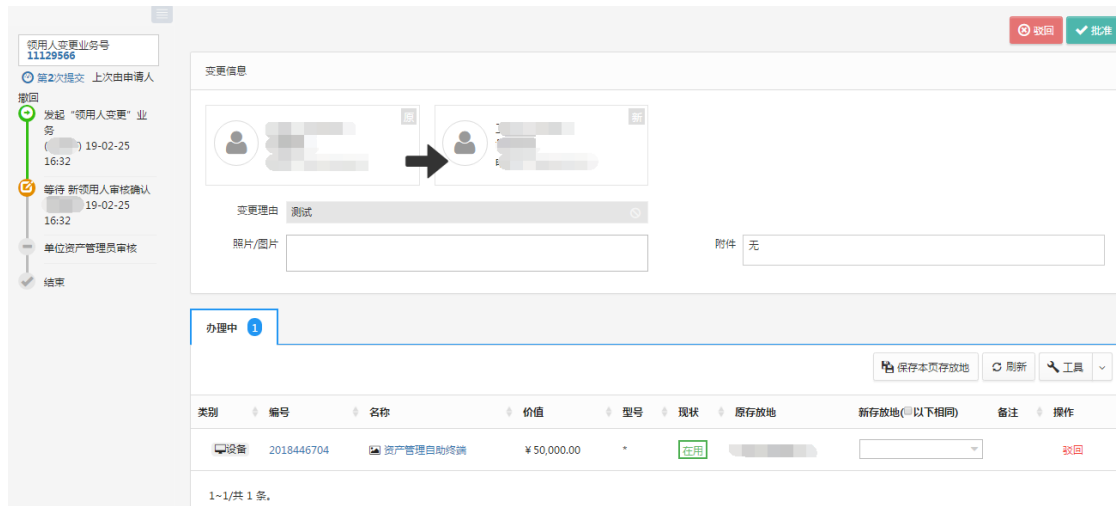 驳回
批准
领用人变更业务号
11129566
第2次提交 上次由申请人
撤回
发起“领用人变更”业
务
( ) 19-02-25
16:32
等待 新领用人审核确认
19-02-25
16:32
单位资产管理员审核
结束
变更信息
原
新
变更理由 测试
照片/图片
附件 无
办理中 1
保存本页存放地 刷新 工具
类别 编号 名称 价值 型号 现状 原存放地 新存放地(以下相同) 备注 操作
设备 2018446704 资产管理自助终端 ￥50,000.00 * 在用 驳回
1~1/共 1 条。